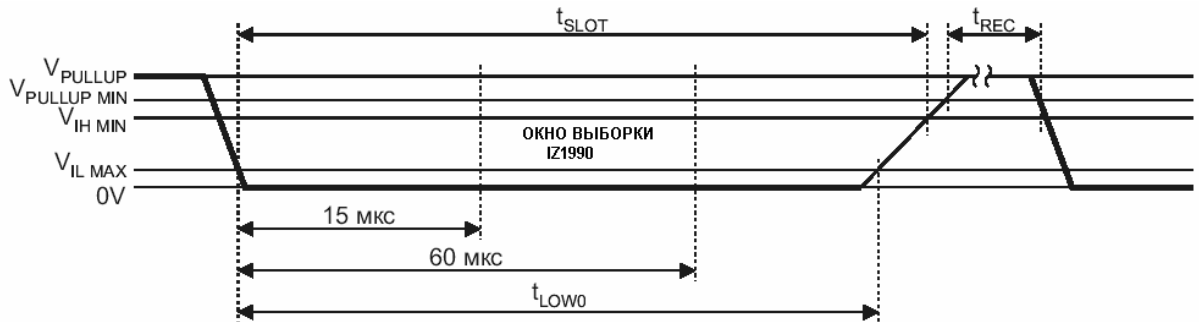 tSLOT
tREC
VPULLUP
VPULLUP MIN
VIH MIN
ОКНО ВЫБОРКИ
IZ1990
VIL MAX
0V
15 мкс
60 мкс
tLOW0